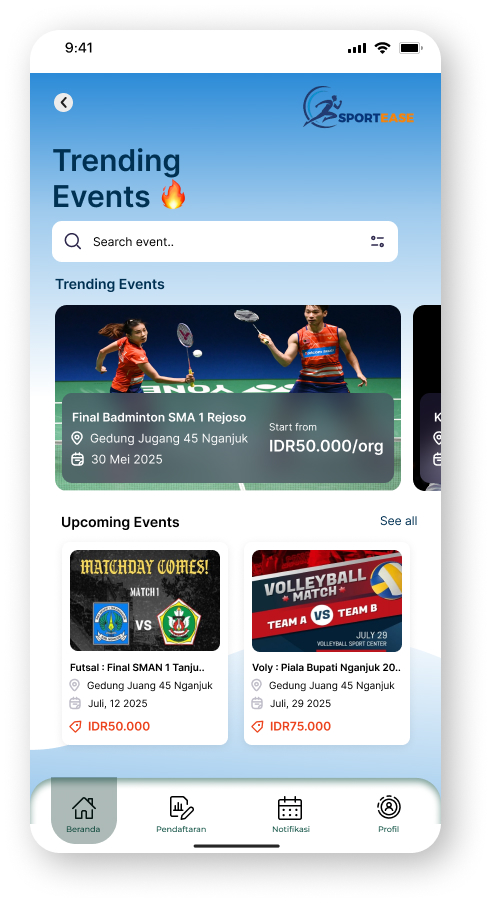 9:41
SPORTEASE
Trending
Events 🔥
Search event..
Trending Events
YONEX
Final Badminton SMA 1 Rejoso
Gedung Jugang 45 Nganjuk
30 Mei 2025
Start from
IDR50.000/org
K
Upcoming Events
See all
MATCHDAY COMES!
MATCH 1
VS
Futsal : Final SMAN 1 Tanju..
Gedung Juang 45 Nganjuk
Juli, 12 2025
IDR50.000
VOLLEYBALL
MATCH
TEAM A VS TEAM B
JULY 29
VOLLEYBALL SPORT CENTER
Voly : Piala Bupati Nganjuk 20..
Gedung Juang 45 Nganjuk
Juli, 29 2025
IDR75.000
Beranda
Pendaftaran
Notifikasi
Profil